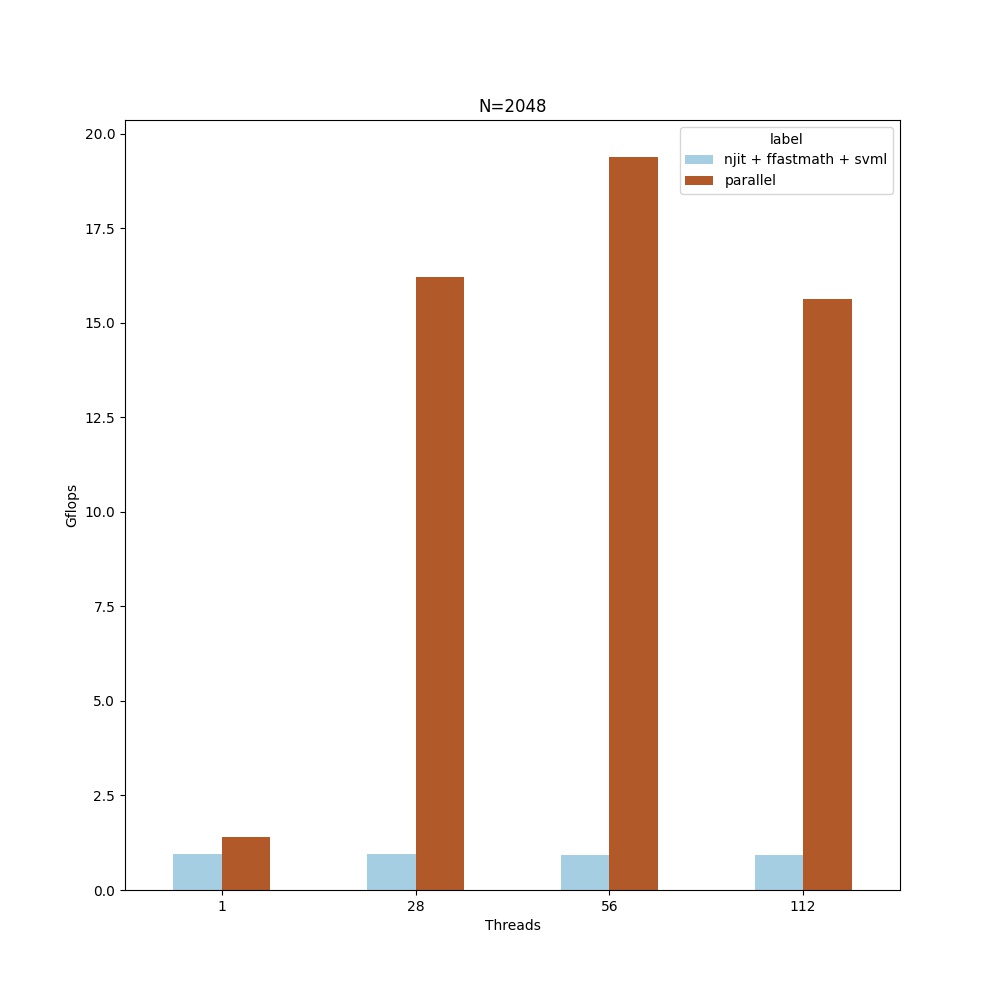 N=2048
label
njit + ffastmath + svml
parallel
20.0
17.5
15.0
12.5
10.0
7.5
5.0
2.5
0.0
Gflops
1 28 56 112
Threads